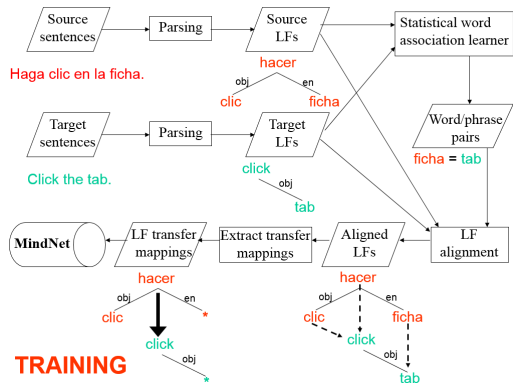 Source
sentences
Parsing
Source
LFs
Statistical word
association learner
Haga clic en la ficha.
hacer
obj
en
clic
ficha
Target
sentences
Parsing
Target
LFs
Word/phrase
pairs
ficha = tab
Click the tab.
click
obj
tab
MindNet
LF transfer
mappings
Extract transfer
mappings
Aligned
LFs
LF
alignment
hacer
obj
en
clic
*
click
obj
*
hacer
obj
en
clic
ficha
click
obj
tab
TRAINING